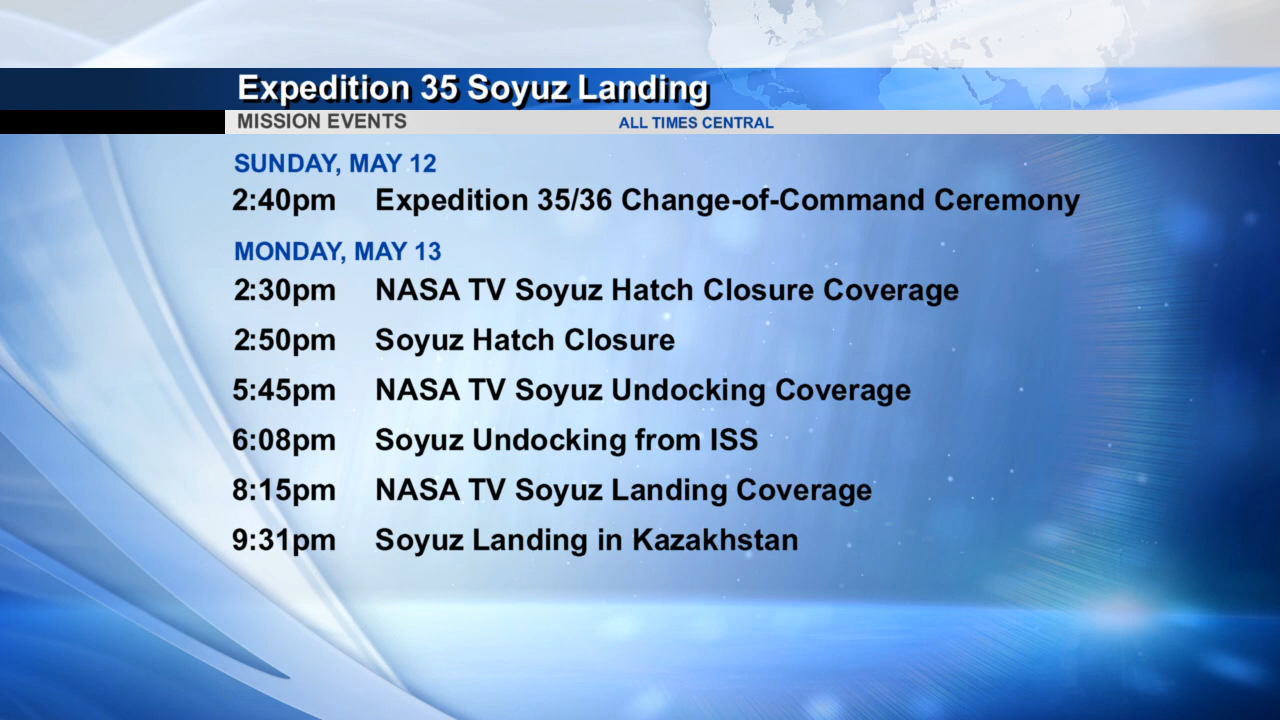 Expedition 35 Soyuz Landing
MISSION EVENTS ALL TIMES CENTRAL
SUNDAY, MAY 12
2:40pm Expedition 35/36 Change-of-Command Ceremony
MONDAY, MAY 13
2:30pm NASA TV Soyuz Hatch Closure Coverage
2:50pm Soyuz Hatch Closure
5:45pm NASA TV Soyuz Undocking Coverage
6:08pm Soyuz Undocking from ISS
8:15pm NASA TV Soyuz Landing Coverage
9:31pm Soyuz Landing in Kazakhstan